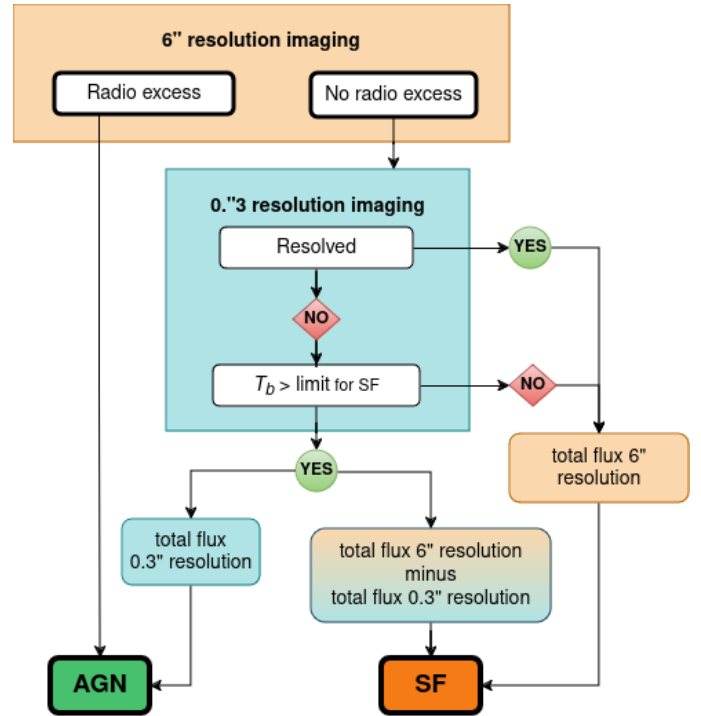 6" resolution imaging
Radio excess
No radio excess
0."3 resolution imaging
Resolved
YES
NO
T_b > limit for SF
NO
total flux 6"
resolution
YES
total flux
0.3" resolution
total flux 6" resolution
minus
total flux 0.3" resolution
AGN
SF